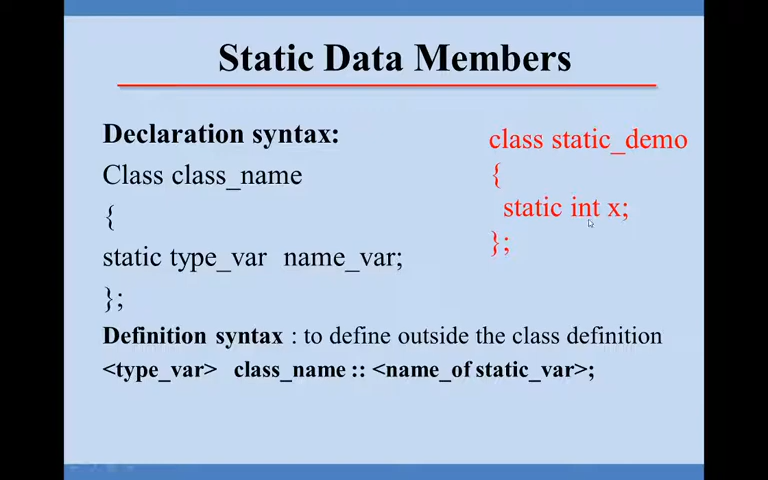 Static Data Members
Declaration syntax:
Class class_name
{
static type_var name_var;
};
class static_demo
{
static int x;
};
Definition syntax : to define outside the class definition
<type_var> class_name :: <name_of static_var>;